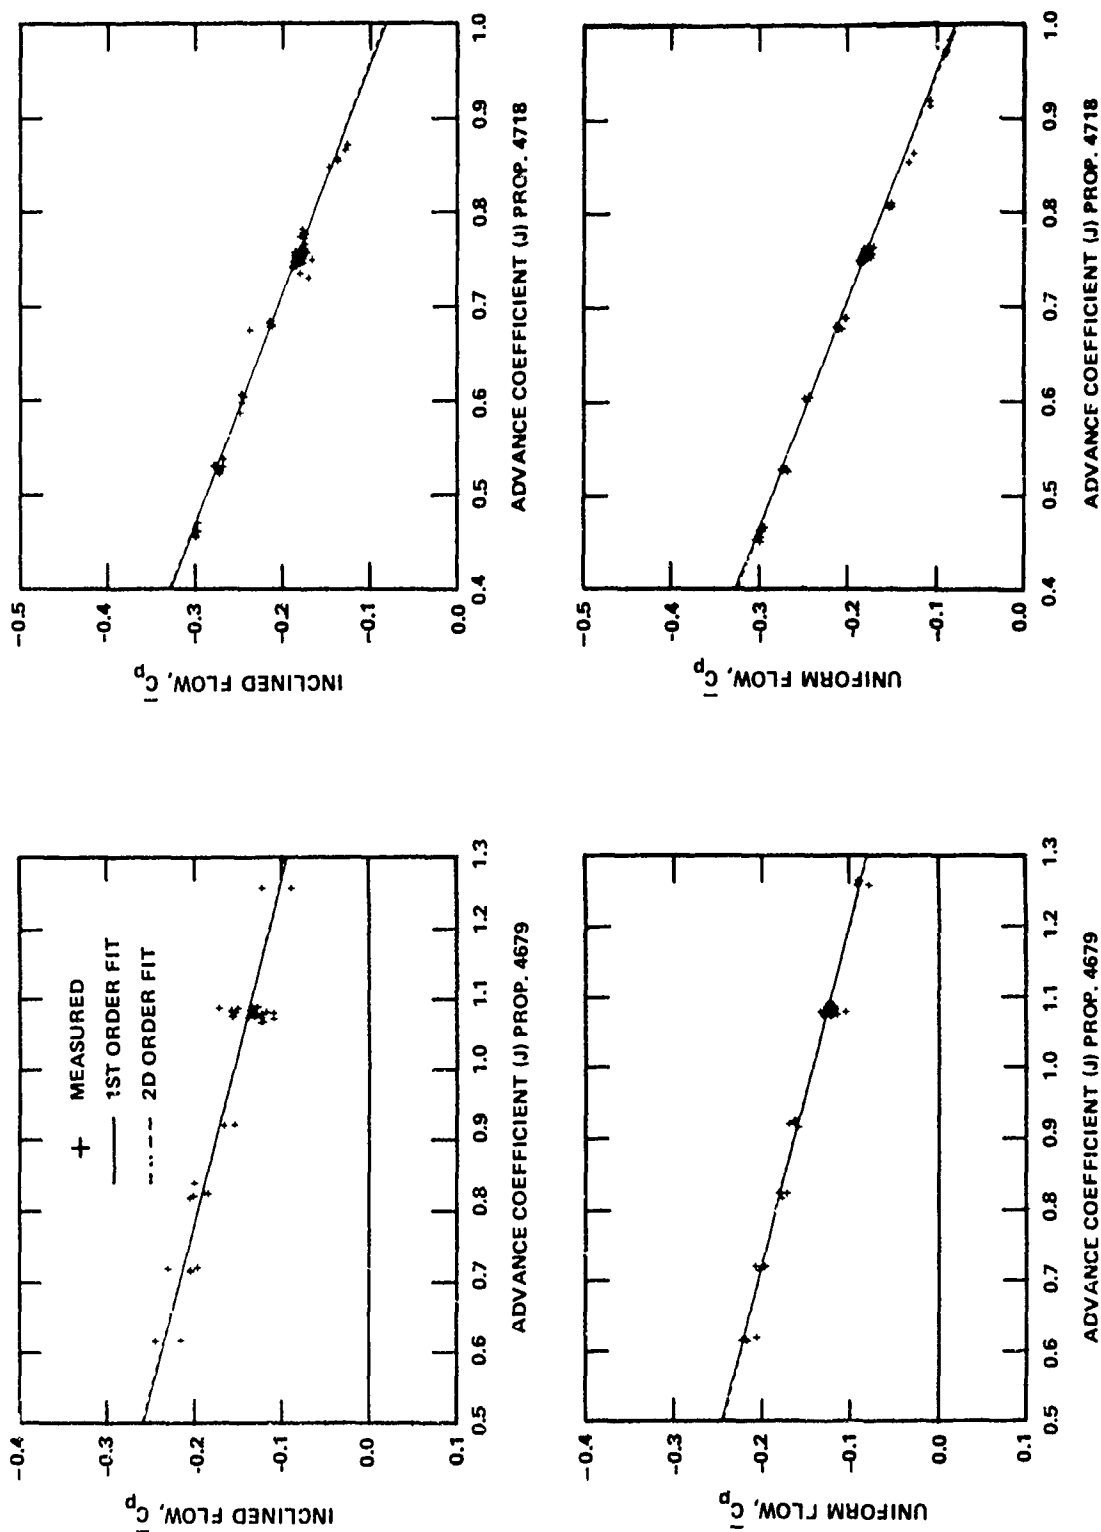 INCLINED FLOW, C̄p
-0.4
-0.3
-0.2
-0.1
0.0
0.1
0.5 0.6 0.7 0.8 0.9 1.0 1.1 1.2 1.3
ADVANCE COEFFICIENT (J) PROP. 4679
+ MEASURED
1ST ORDER FIT
2D ORDER FIT
INCLINED FLOW, C̄p
-0.5
-0.4
-0.3
-0.2
-0.1
0.0
0.4 0.5 0.6 0.7 0.8 0.9 1.0
ADVANCE COEFFICIENT (J) PROP. 4718
UNIFORM FLOW, C̄p
-0.4
-0.3
-0.2
-0.1
0.0
0.1
0.5 0.6 0.7 0.8 0.9 1.0 1.1 1.2 1.3
ADVANCE COEFFICIENT (J) PROP. 4679
UNIFORM FLOW, C̄p
-0.5
-0.4
-0.3
-0.2
-0.1
0.0
0.4 0.5 0.6 0.7 0.8 0.9 1.0
ADVANCE COEFFICIENT (J) PROP. 4718